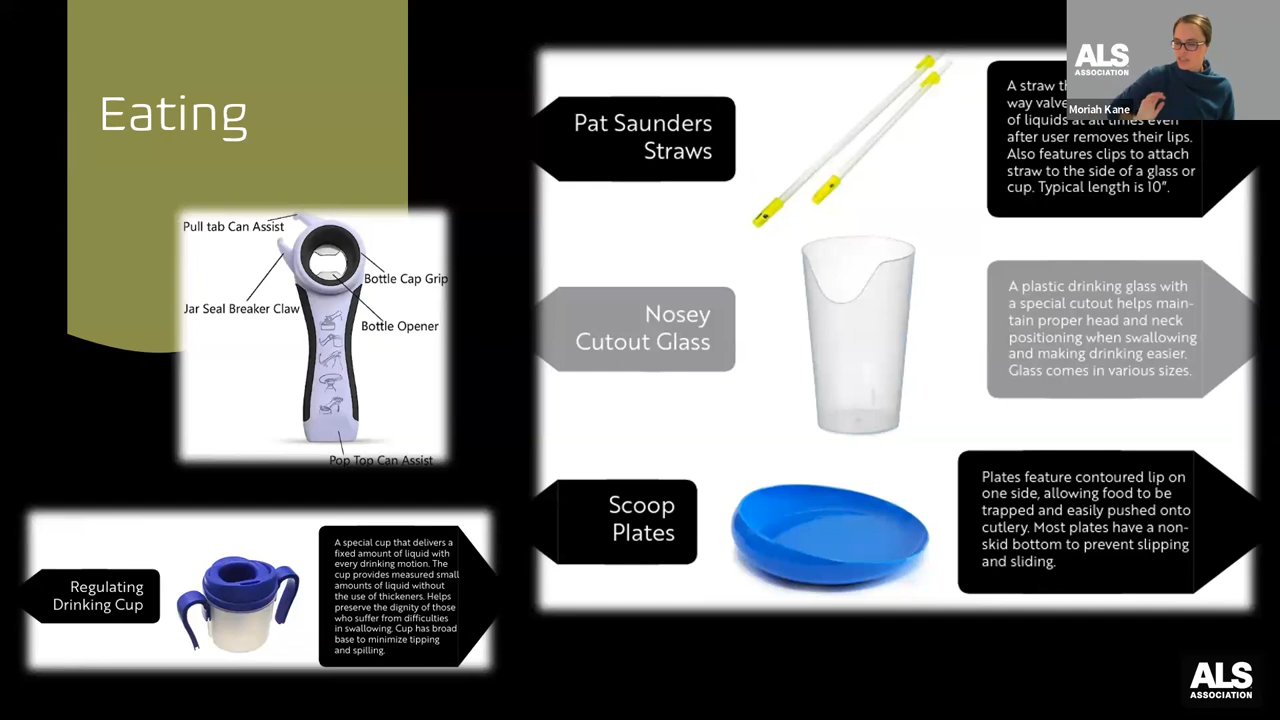 Eating
Pull tab Can Assist
Bottle Cap Grip
Jar Seal Breaker Claw
Bottle Opener
Pop Top Can Assist
Regulating
Drinking Cup
A special cup that delivers a
fixed amount of liquid with
every drinking motion. The
cup provides measured small
amounts of liquid without
the use of thickeners. Helps
preserve the dignity of those
who suffer from difficulties
in swallowing. Cup has broad
base to minimize tipping
and spilling.
Pat Saunders
Straws
A straw
way valve
of liquids at all times even
after user removes their lips.
Also features clips to attach
straw to the side of a glass or
cup. Typical length is 10”.
Nosey
Cutout Glass
A plastic drinking glass with
a special cutout helps main-
tain proper head and neck
positioning when swallowing
and making drinking easier.
Glass comes in various sizes.
Scoop
Plates
Plates feature contoured lip on
one side, allowing food to be
trapped and easily pushed onto
cutlery. Most plates have a non-
skid bottom to prevent slipping
and sliding.
ALS
ASSOCIATION
Moriah Kane
ALS
ASSOCIATION